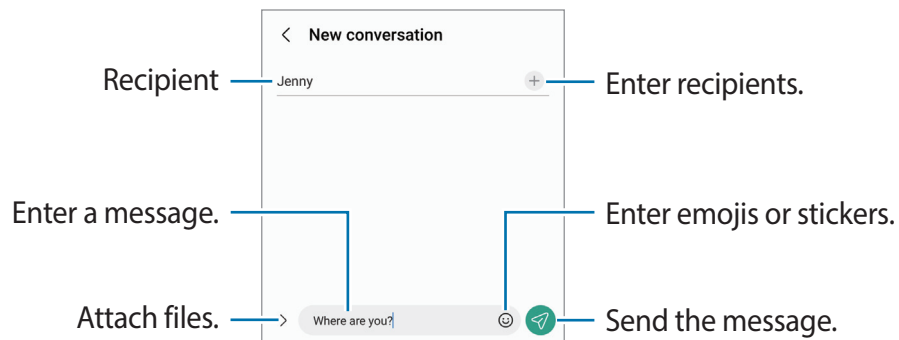 New conversation
Recipient
Jenny
Enter recipients.
Enter a message.
Enter emojis or stickers.
Attach files.
Where are you?
Send the message.